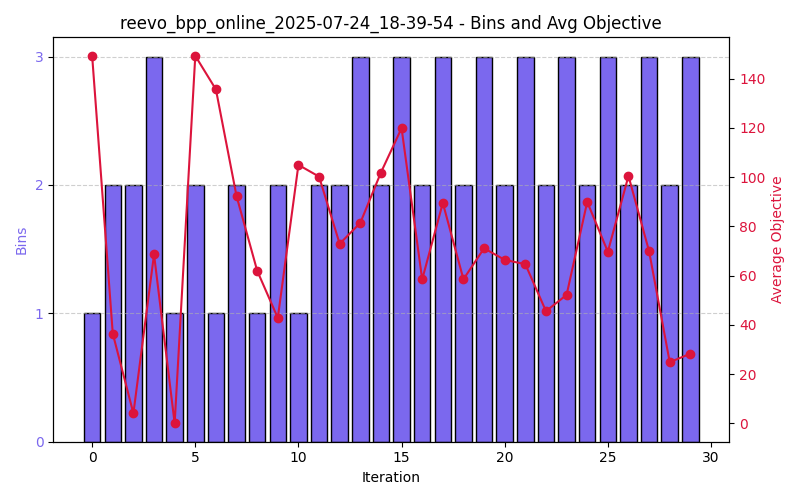 reevo_bpp_online_2025-07-24_18-39-54 - Bins and Avg Objective
3
2
1
0
Bins
140
120
100
80
60
40
20
0
Average Objective
0 5 10 15 20 25 30
Iteration